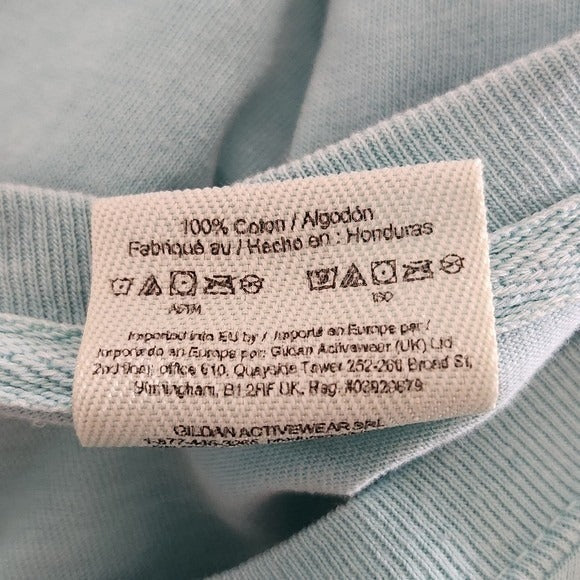 100% Coton / Algodón
Fabriqué au / Hecho en : Honduras
ASTM ISO
Imported into EU by / Importé en Europe par /
Importado en Europa por: Gildan Activewear (UK) Ltd
2nd floor, office 610, Quayside Tower 252-260 Broad St,
Birmingham, B1 2HF UK. Reg. #03920679
GILDAN ACTIVEWEAR SRL